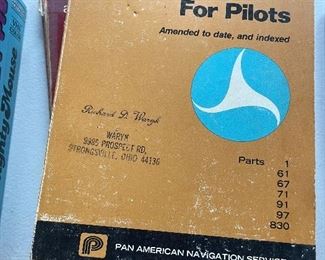 For Pilots
Amended to date, and indexed
Richard D. Waryk
WARYK
9985 PROSPECT RD.
STRONGSVILLE, OHIO 44136
Parts 1
61
67
71
91
97
830
P
PAN AMERICAN NAVIGATION SERVICE